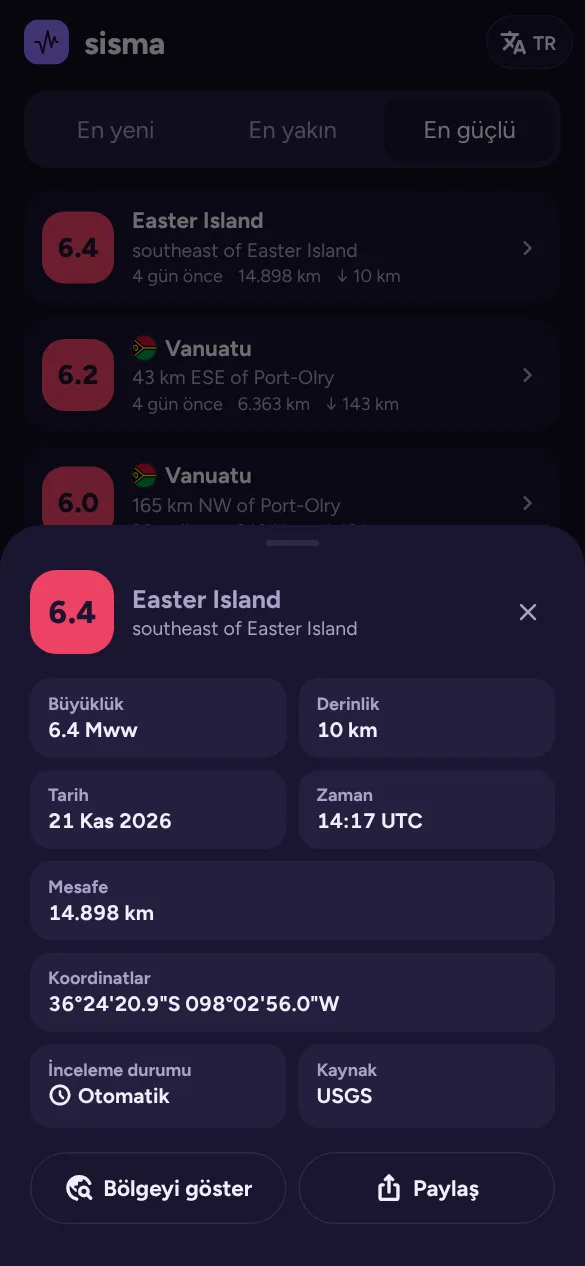 sisma
TR
En yeni
En yakın
En güçlü
6.4
Easter Island
southeast of Easter Island
4 gün önce 14.898 km ↓ 10 km
6.2
Vanuatu
43 km ESE of Port-Olry
4 gün önce 6.363 km ↓ 143 km
6.0
Vanuatu
165 km NW of Port-Olry
6.4
Easter Island
southeast of Easter Island
Büyüklük
6.4 Mww
Derinlik
10 km
Tarih
21 Kas 2026
Zaman
14:17 UTC
Mesafe
14.898 km
Koordinatlar
36°24'20.9"S 098°02'56.0"W
İnceleme durumu
Otomatik
Kaynak
USGS
Bölgeyi göster
Paylaş